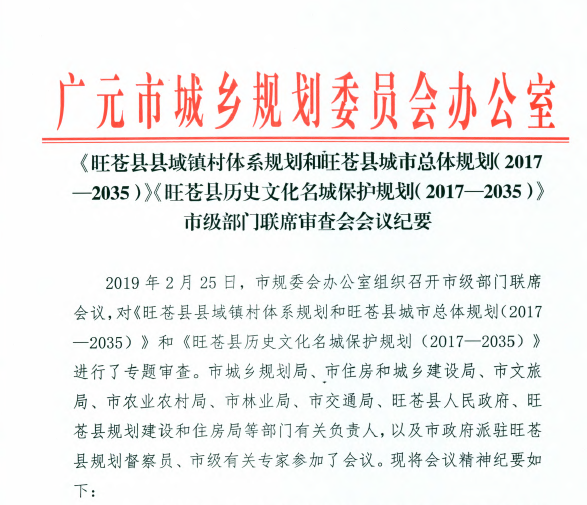 广元市城乡规划委员会办公室
《旺苍县县域镇村体系规划和旺苍县城市总体规划（2017
—2035）》《旺苍县历史文化名城保护规划（2017—2035）》
市级部门联席审查会会议纪要
2019 年 2 月 25 日，市规委会办公室组织召开市级部门联席
会议，对《旺苍县县域镇村体系规划和旺苍县城市总体规划（2017
—2035）》和《旺苍县历史文化名城保护规划（2017—2035）》
进行了专题审查。市城乡规划局、市住房和城乡建设局、市文旅
局、市农业农村局、市林业局、市交通局、旺苍县人民政府、旺
苍县规划建设和住房局等部门有关负责人，以及市政府派驻旺苍
县规划督察员、市级有关专家参加了会议。现将会议精神纪要如
下：